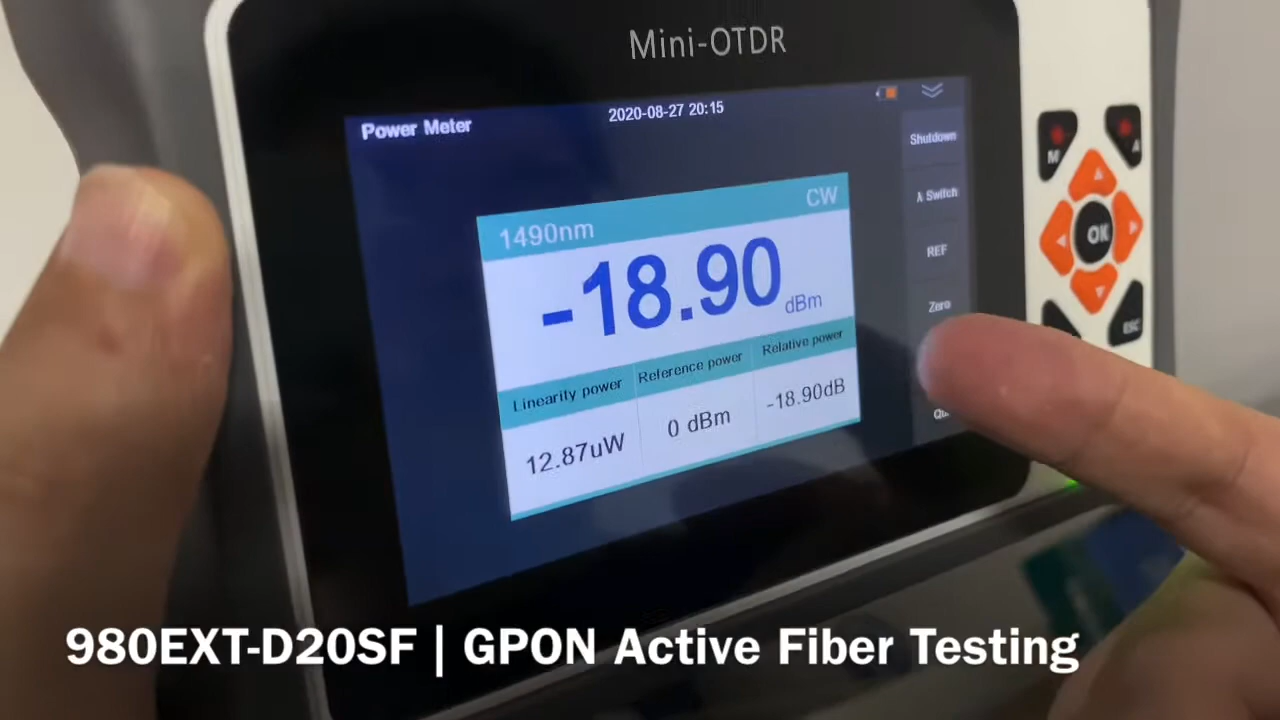 Mini-OTDR
Power Meter
2020-08-27 20:15
Shutdown
λ Switch
REF
Zero
1490nm
CW
-18.90 dBm
Linearity power
Reference power
Relative power
12.87uW
0 dBm
-18.90dB
M
A
OK
ESC
980EXT-D20SF | GPON Active Fiber Testing